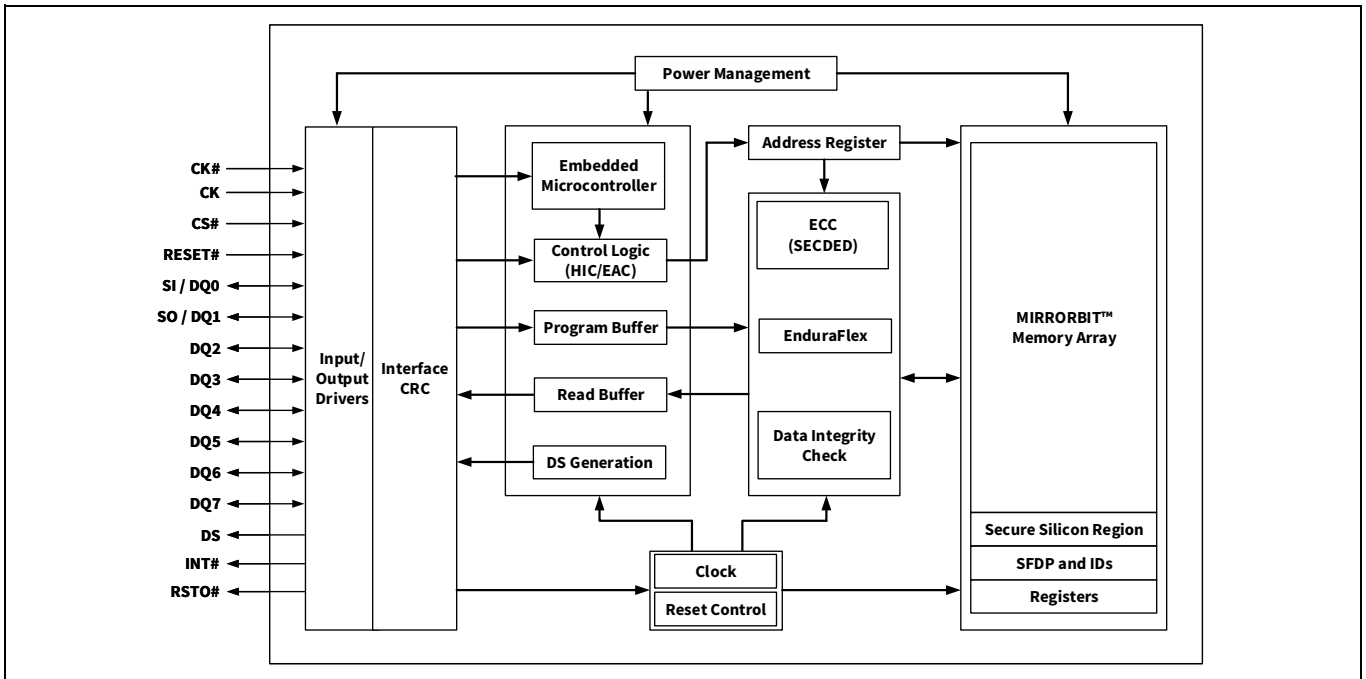 Power Management
CK#
CK
CS#
RESET#
SI / DQ0
SO / DQ1
DQ2
DQ3
DQ4
DQ5
DQ6
DQ7
DS
INT#
RSTO#
Input/
Output
Drivers
Interface
CRC
Embedded
Microcontroller
Control Logic
(HIC/EAC)
Program Buffer
Read Buffer
DS Generation
Address Register
ECC
(SECDED)
EnduraFlex
Data Integrity
Check
Clock
Reset Control
MIRRORBIT™
Memory Array
Secure Silicon Region
SFDP and IDs
Registers